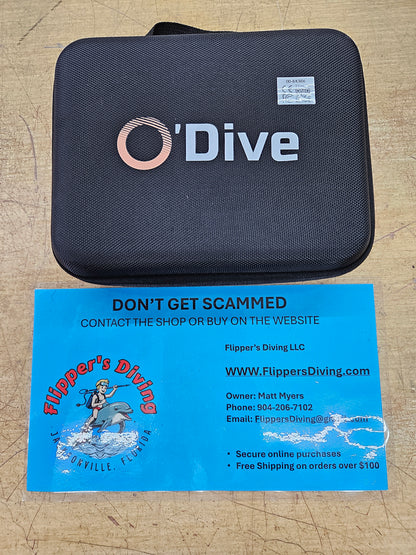 O'Dive
DON'T GET SCAMMED
CONTACT THE SHOP OR BUY ON THE WEBSITE
Flipper's Diving
Flipper's Diving LLC
WWW.FlippersDiving.com
Owner: Matt Myers
Phone: 904-206-7102
Email:
FLORIDA
• Secure online purchases
• Free Shipping on orders over $100